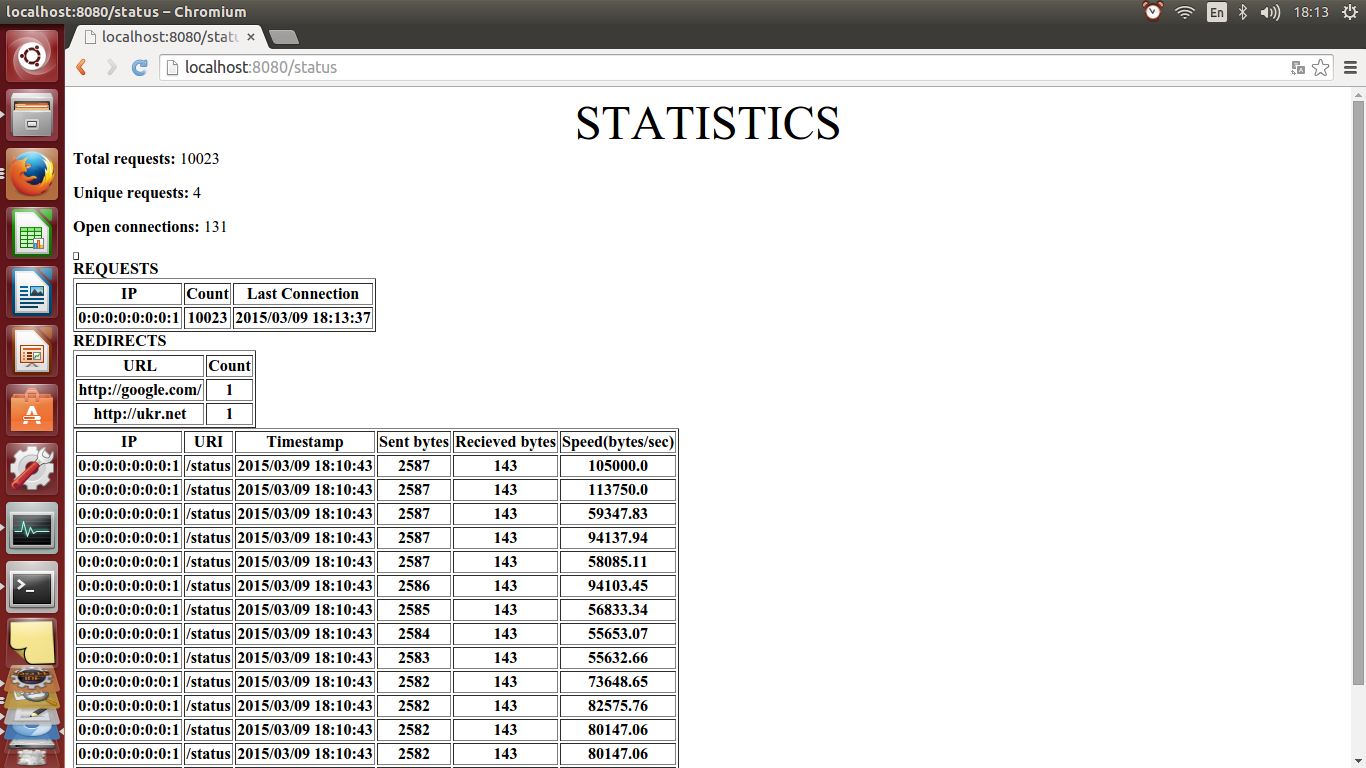 localhost:8080/status – Chromium
En
18:13
localhost:8080/statu
localhost:8080/status
STATISTICS
Total requests: 10023
Unique requests: 4
Open connections: 131
REQUESTS
IP Count Last Connection
0:0:0:0:0:0:0:1 10023 2015/03/09 18:13:37
REDIRECTS
URL Count
http://google.com/ 1
http://ukr.net 1
IP URI Timestamp Sent bytes Recieved bytes Speed(bytes/sec)
0:0:0:0:0:0:0:1 /status 2015/03/09 18:10:43 2587 143 105000.0
0:0:0:0:0:0:0:1 /status 2015/03/09 18:10:43 2587 143 113750.0
0:0:0:0:0:0:0:1 /status 2015/03/09 18:10:43 2587 143 59347.83
0:0:0:0:0:0:0:1 /status 2015/03/09 18:10:43 2587 143 94137.94
0:0:0:0:0:0:0:1 /status 2015/03/09 18:10:43 2587 143 58085.11
0:0:0:0:0:0:0:1 /status 2015/03/09 18:10:43 2586 143 94103.45
0:0:0:0:0:0:0:1 /status 2015/03/09 18:10:43 2585 143 56833.34
0:0:0:0:0:0:0:1 /status 2015/03/09 18:10:43 2584 143 55653.07
0:0:0:0:0:0:0:1 /status 2015/03/09 18:10:43 2583 143 55632.66
0:0:0:0:0:0:0:1 /status 2015/03/09 18:10:43 2582 143 73648.65
0:0:0:0:0:0:0:1 /status 2015/03/09 18:10:43 2582 143 82575.76
0:0:0:0:0:0:0:1 /status 2015/03/09 18:10:43 2582 143 80147.06
0:0:0:0:0:0:0:1 /status 2015/03/09 18:10:43 2582 143 80147.06